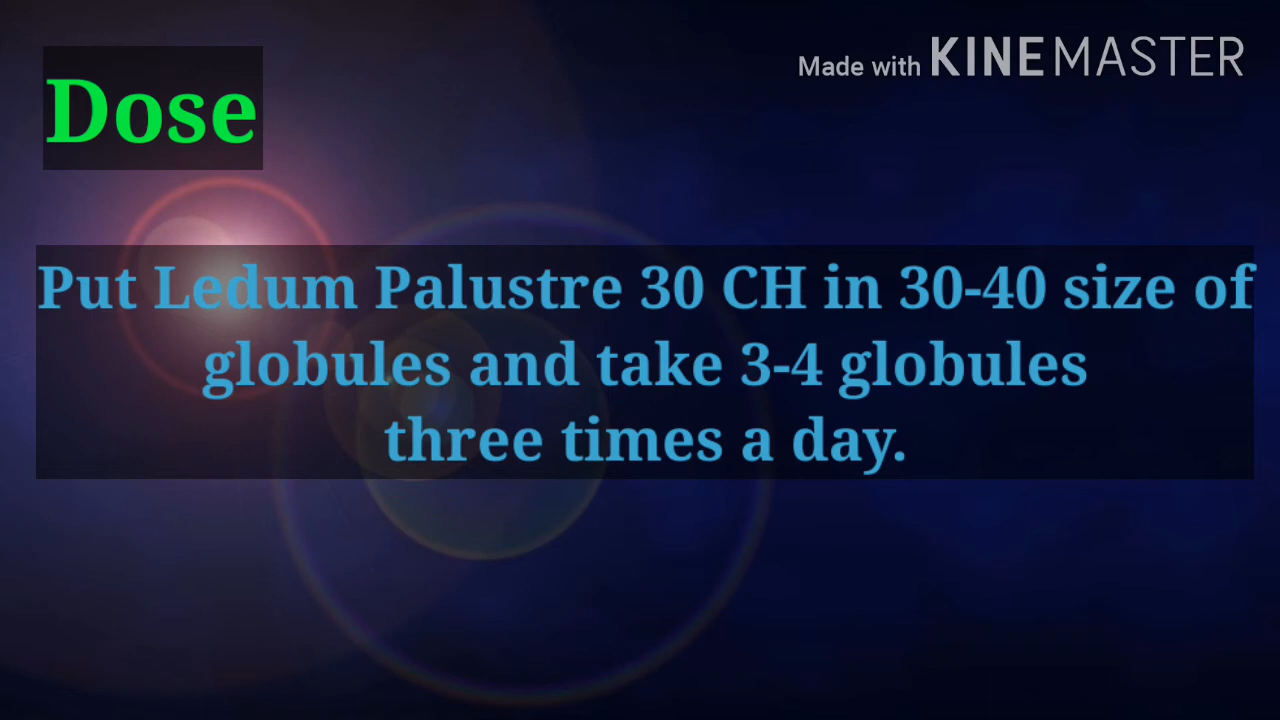 Made with KINEMASTER
Dose
Put Ledum Palustre 30 CH in 30-40 size of
globules and take 3-4 globules
three times a day.